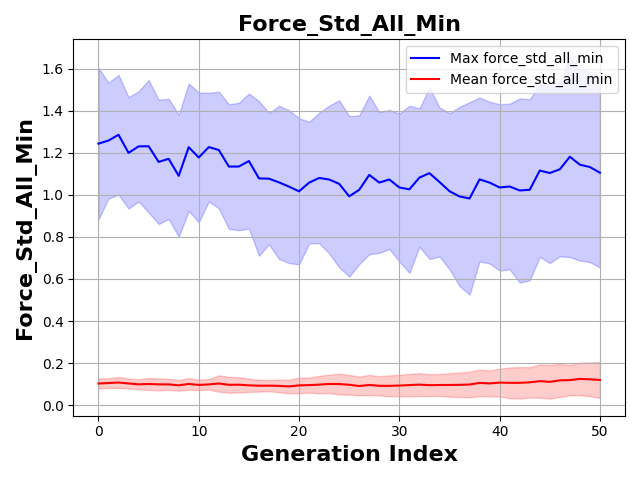 Force_Std_All_Min
Max force_std_all_min
Mean force_std_all_min
Force_Std_All_Min
1.6
1.4
1.2
1.0
0.8
0.6
0.4
0.2
0.0
0 10 20 30 40 50
Generation Index